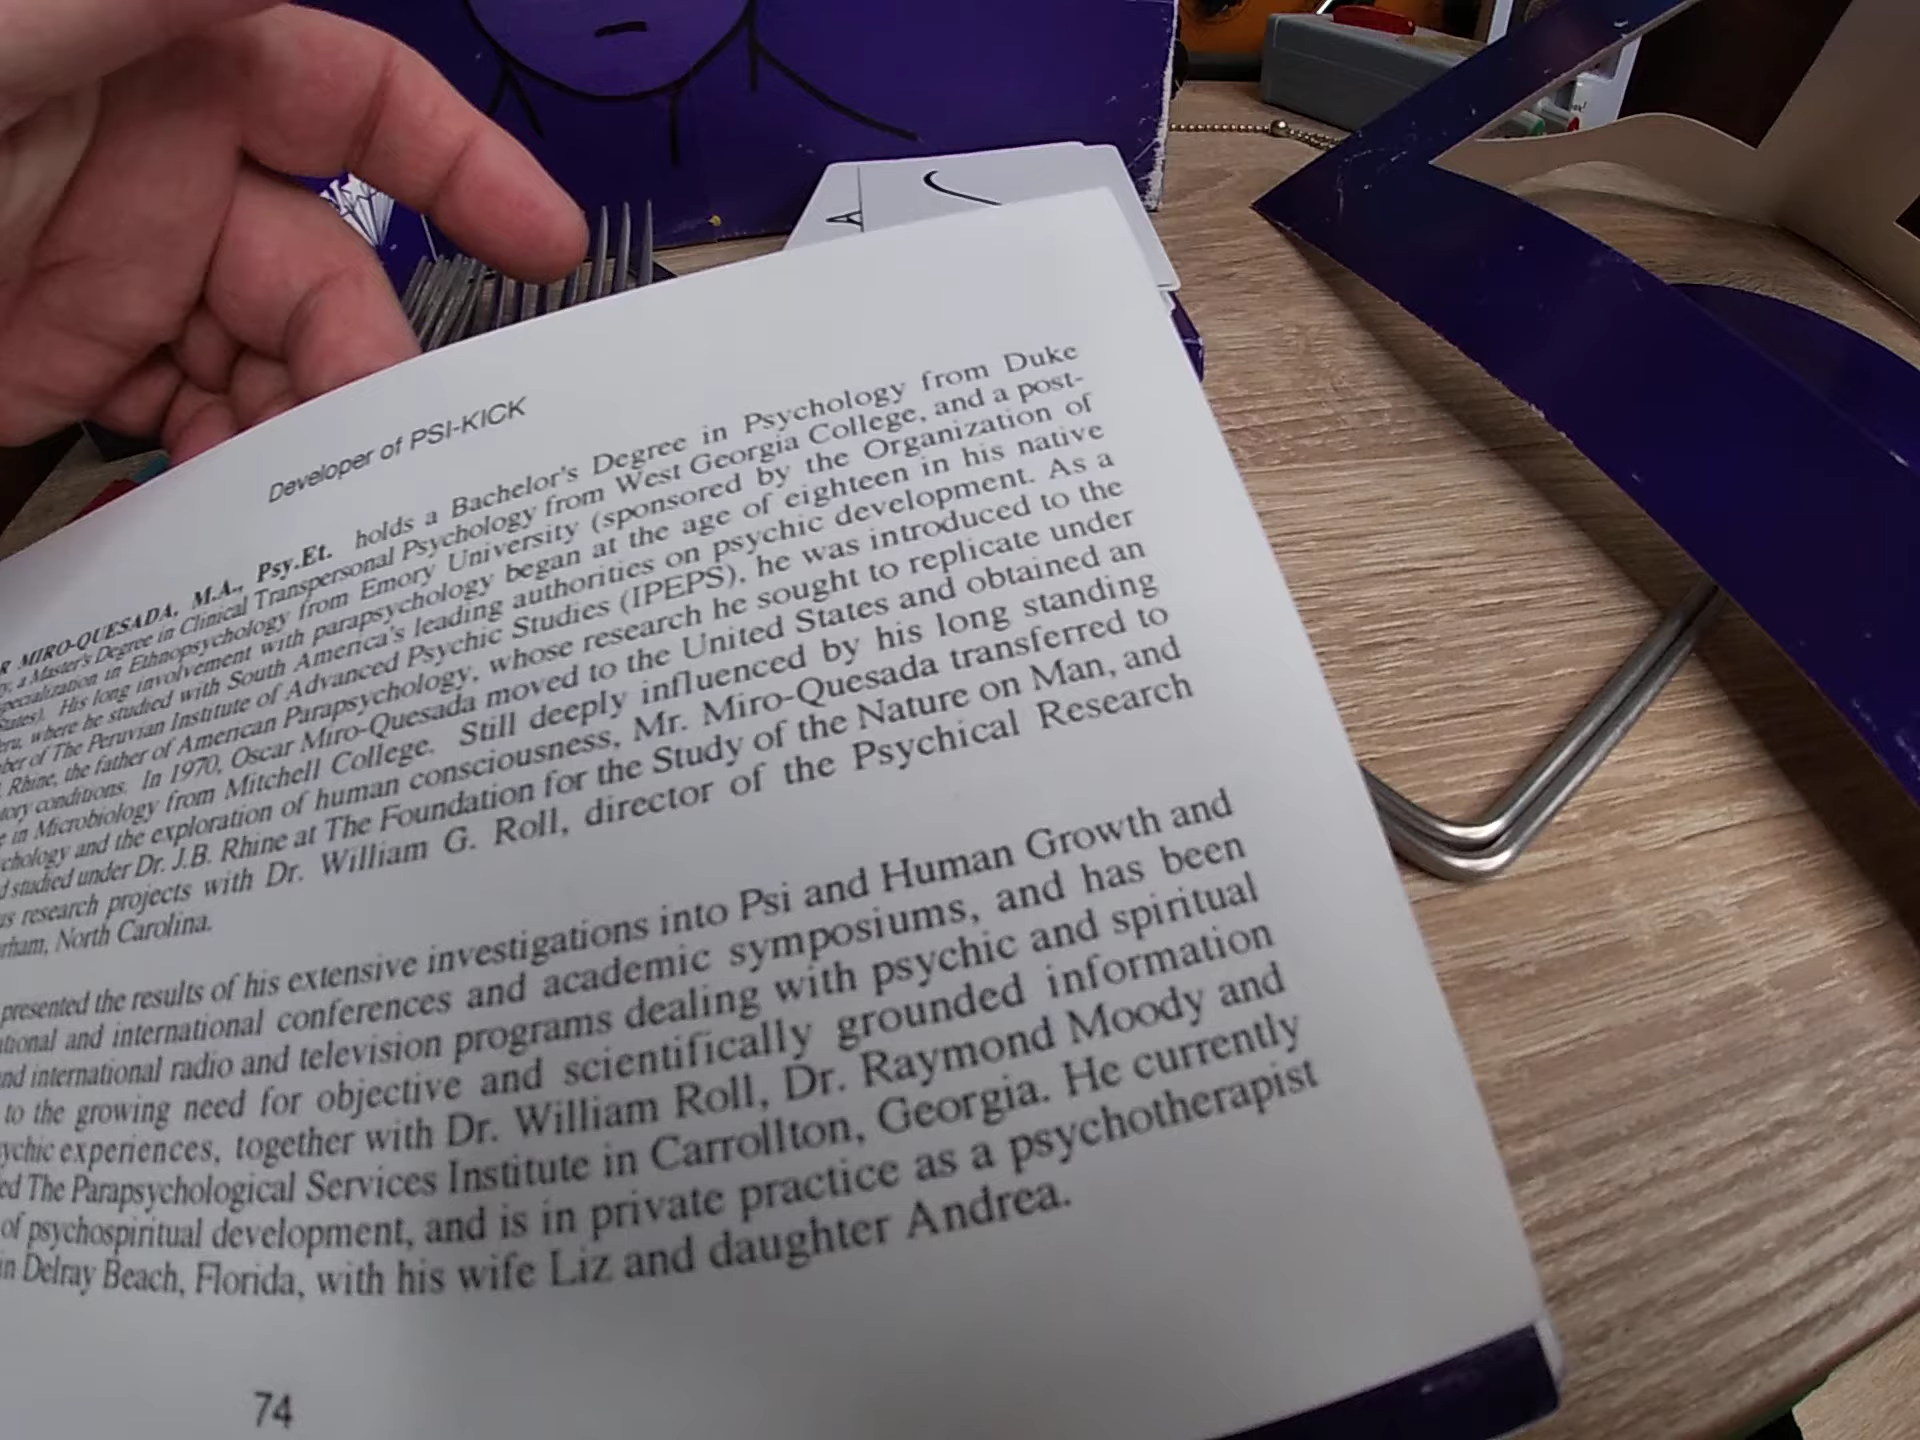 A
Developer of PSI-KICK
R MIRO-QUESADA, M.A., Psy.Et. holds a Bachelor's Degree in Psychology from Duke
y, a Master's Degree in Clinical Transpersonal Psychology from West Georgia College, and a post-
pecialization in Ethnopsychology from Emory University (sponsored by the Organization of
States). His long involvement with parapsychology began at the age of eighteen in his native
eru, where he studied with South America's leading authorities on psychic development. As a
ber of The Peruvian Institute of Advanced Psychic Studies (IPEPS), he was introduced to the
Rhine, the father of American Parapsychology, whose research he sought to replicate under
tory conditions. In 1970, Oscar Miro-Quesada moved to the United States and obtained an
e in Microbiology from Mitchell College. Still deeply influenced by his long standing
chology and the exploration of human consciousness, Mr. Miro-Quesada transferred to
d studied under Dr. J.B. Rhine at The Foundation for the Study of the Nature on Man, and
us research projects with Dr. William G. Roll, director of the Psychical Research
rham, North Carolina.
presented the results of his extensive investigations into Psi and Human Growth and
ational and international conferences and academic symposiums, and has been
nd international radio and television programs dealing with psychic and spiritual
to the growing need for objective and scientifically grounded information
ychic experiences, together with Dr. William Roll, Dr. Raymond Moody and
ed The Parapsychological Services Institute in Carrollton, Georgia. He currently
of psychospiritual development, and is in private practice as a psychotherapist
in Delray Beach, Florida, with his wife Liz and daughter Andrea.
74